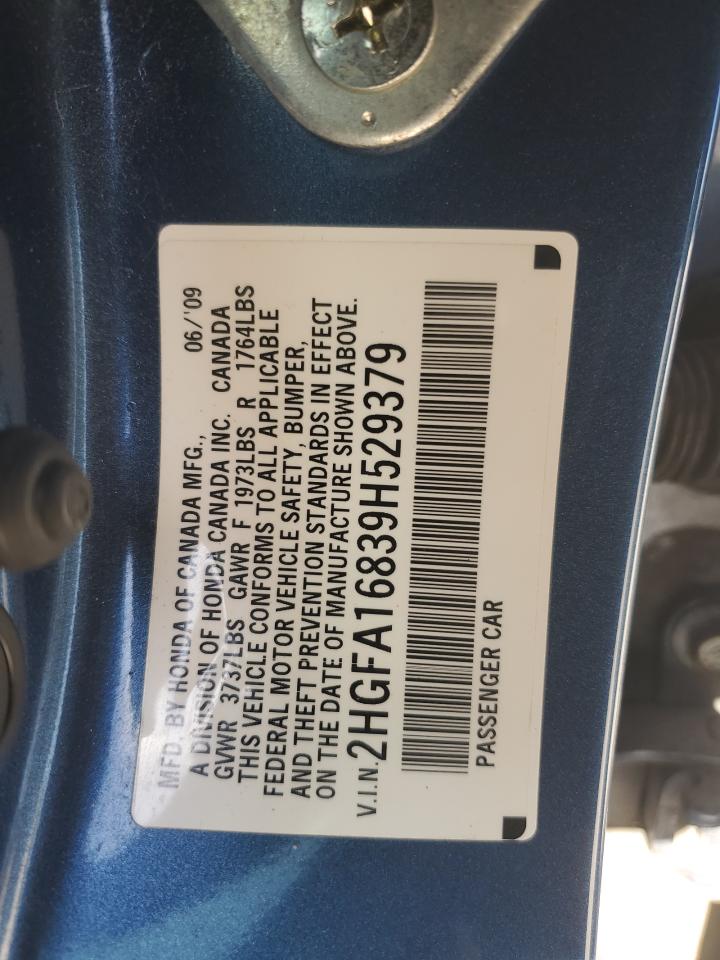 MFD. BY HONDA OF CANADA MFG., 06/'09
A DIVISION OF HONDA CANADA INC. CANADA
GVWR 3737LBS GAWR F 1973LBS R 1764LBS
THIS VEHICLE CONFORMS TO ALL APPLICABLE
FEDERAL MOTOR VEHICLE SAFETY, BUMPER,
AND THEFT PREVENTION STANDARDS IN EFFECT
ON THE DATE OF MANUFACTURE SHOWN ABOVE.
V.I.N. 2HGFA16839H529379
PASSENGER CAR